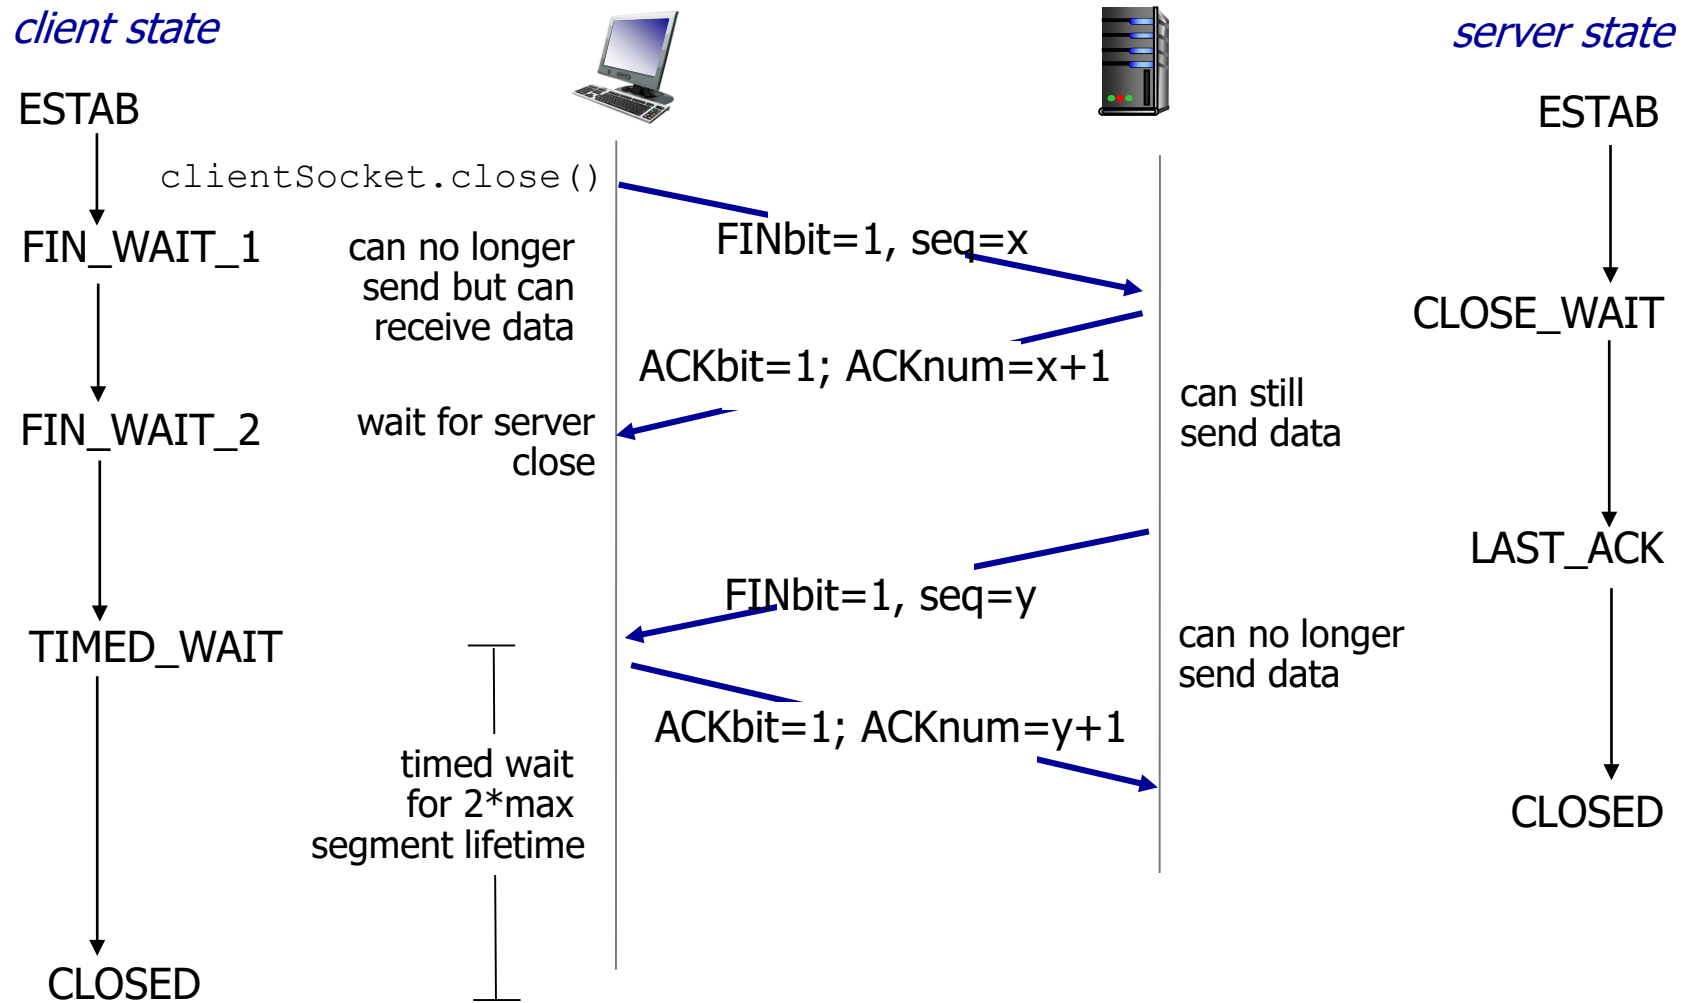 client state
server state
ESTAB
ESTAB
clientSocket.close()
FIN_WAIT_1
can no longer
send but can
receive data
FINbit=1, seq=x
CLOSE_WAIT
ACKbit=1; ACKnum=x+1
can still
send data
FIN_WAIT_2
wait for server
close
LAST_ACK
FINbit=1, seq=y
TIMED_WAIT
can no longer
send data
ACKbit=1; ACKnum=y+1
timed wait
for 2*max
segment lifetime
CLOSED
CLOSED